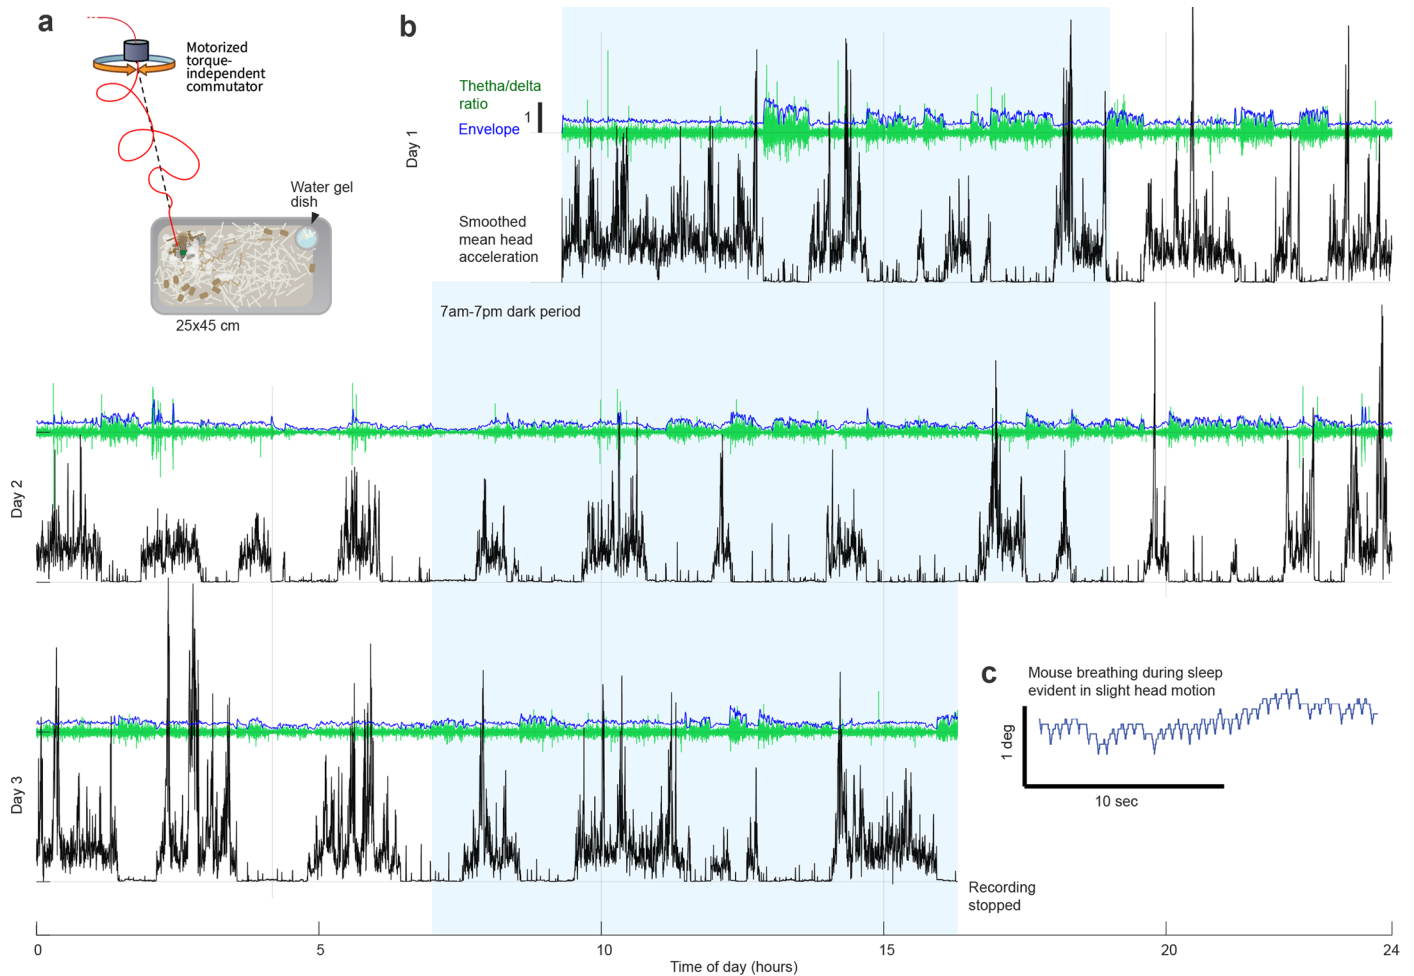 a
Motorized
torque-
independent
commutator
Water gel
dish
25x45 cm
b
Thetha/delta
ratio
1
Envelope
Day 1
Smoothed
mean head
acceleration
7am-7pm dark period
Day 2
c
Mouse breathing during sleep
evident in slight head motion
1 deg
10 sec
Day 3
Recording
stopped
0
5
10
15
20
24
Time of day (hours)